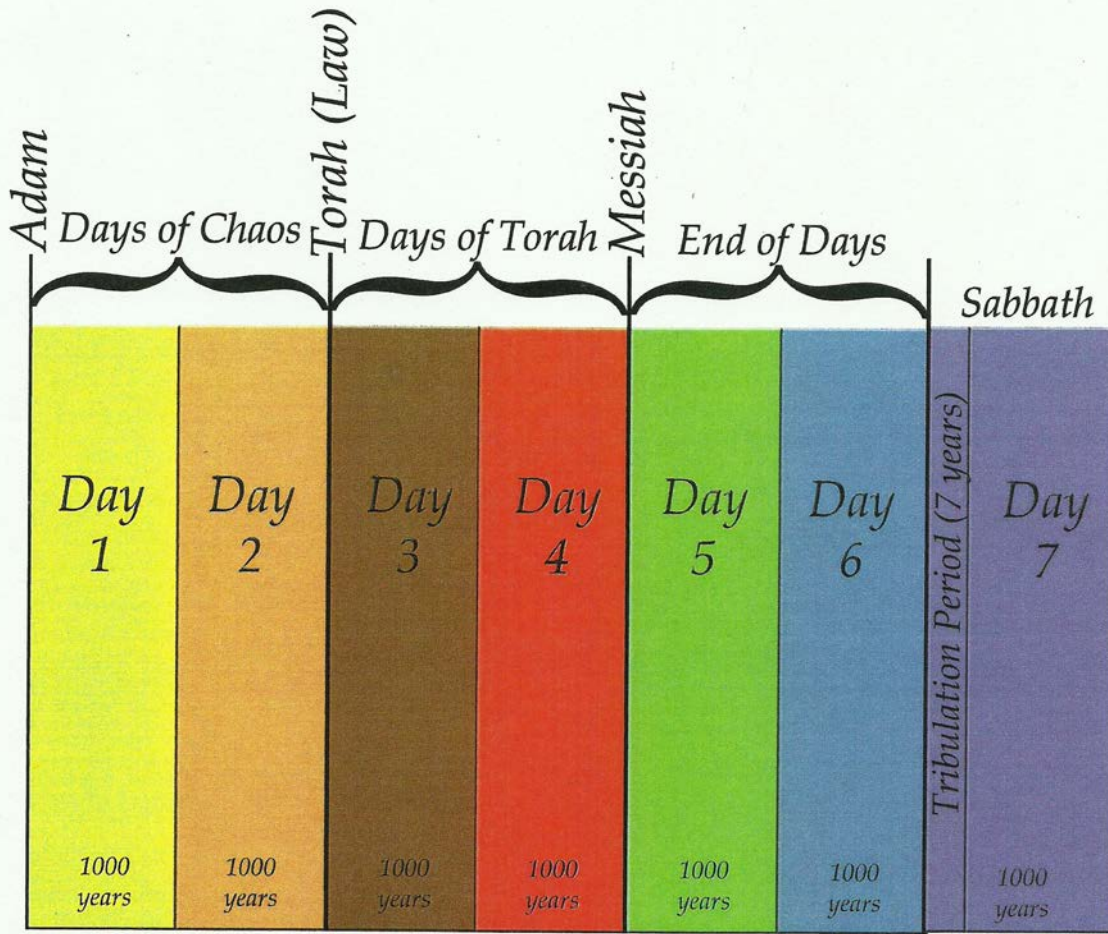 Adam
Torah (Law)
Messiah
Days of Chaos
Days of Torah
End of Days
Sabbath
Day
1
Day
2
Day
3
Day
4
Day
5
Day
6
Tribulation Period (7 years)
Day
7
1000
years
1000
years
1000
years
1000
years
1000
years
1000
years
1000
years